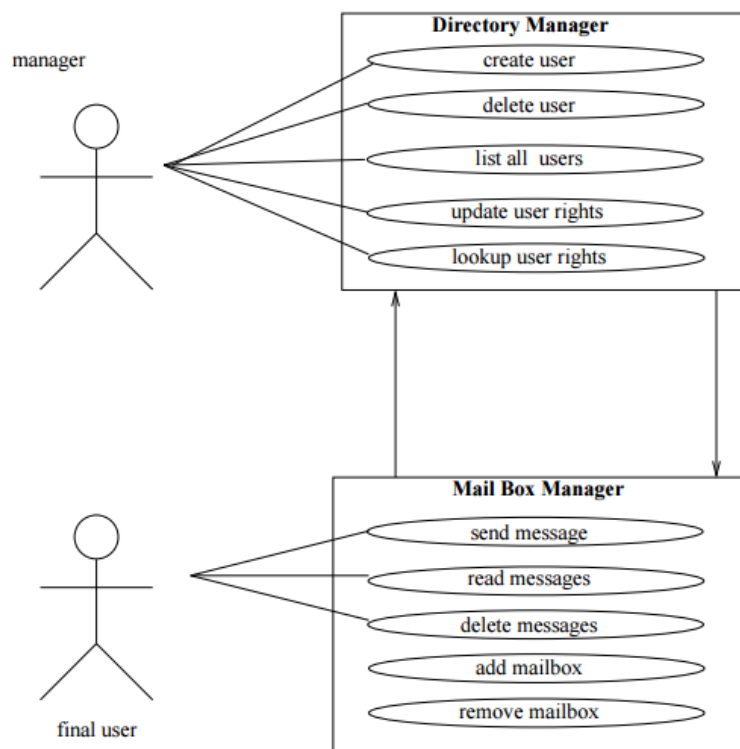 Directory Manager
manager
create user
delete user
list all users
update user rights
lookup user rights
Mail Box Manager
send message
read messages
delete messages
add mailbox
remove mailbox
final user